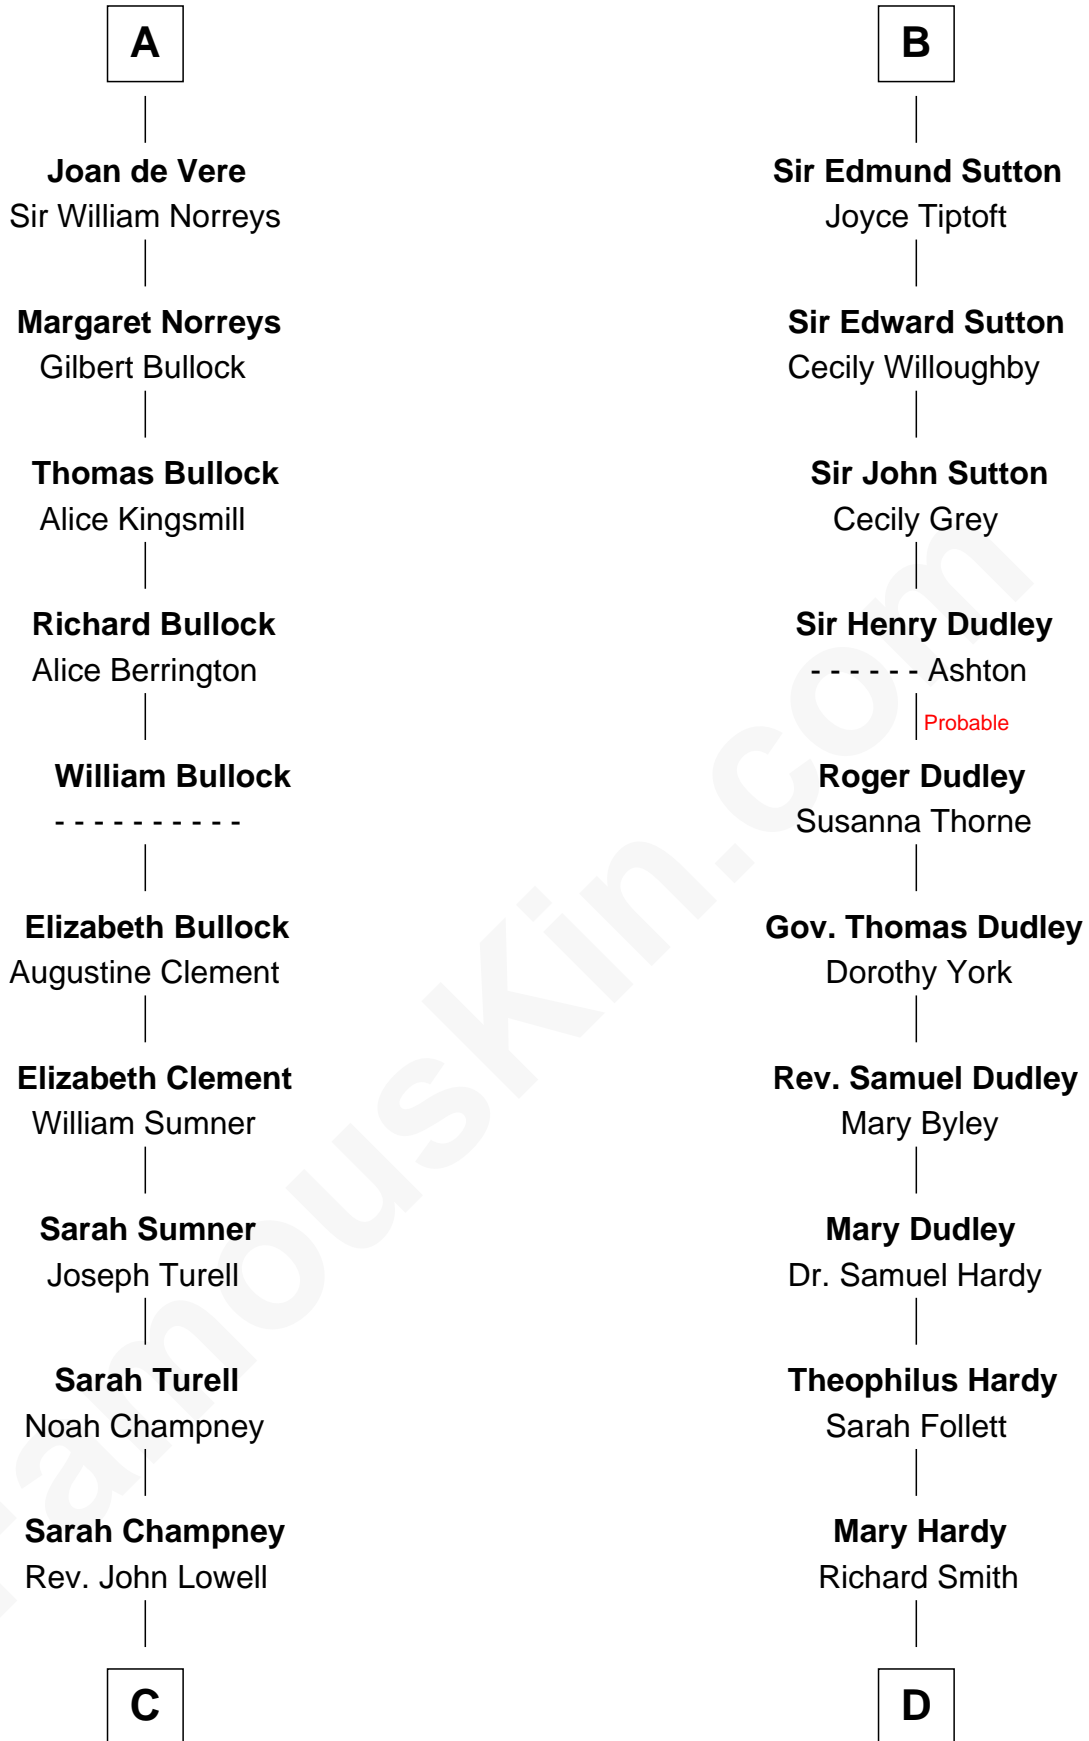 A
Joan de Vere
Sir William Norreys
Margaret Norreys
Gilbert Bullock
Thomas Bullock
Alice Kingsmill
Richard Bullock
Alice Berrington
William Bullock
- - - - - - - - - -
Elizabeth Bullock
Augustine Clement
Elizabeth Clement
William Sumner
Sarah Sumner
Joseph Turell
Sarah Turell
Noah Champney
Sarah Champney
Rev. John Lowell
C
B
Sir Edmund Sutton
Joyce Tiptoft
Sir Edward Sutton
Cecily Willoughby
Sir John Sutton
Cecily Grey
Sir Henry Dudley
- - - - - - Ashton
Probable
Roger Dudley
Susanna Thorne
Gov. Thomas Dudley
Dorothy York
Rev. Samuel Dudley
Mary Byley
Mary Dudley
Dr. Samuel Hardy
Theophilus Hardy
Sarah Follett
Mary Hardy
Richard Smith
D
FamousKin.com